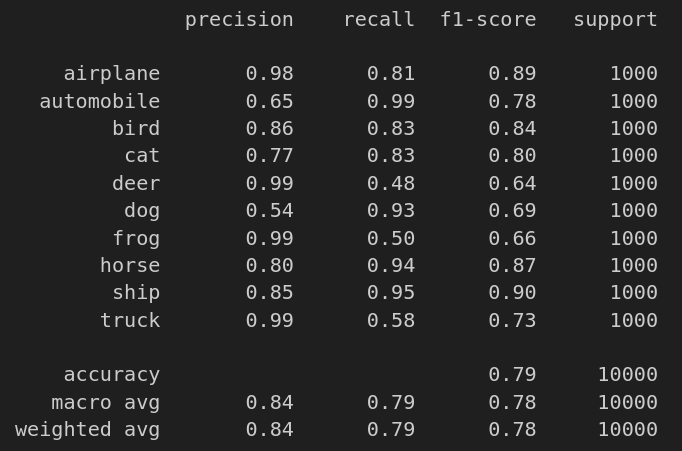 precision recall f1-score support
airplane 0.98 0.81 0.89 1000
automobile 0.65 0.99 0.78 1000
bird 0.86 0.83 0.84 1000
cat 0.77 0.83 0.80 1000
deer 0.99 0.48 0.64 1000
dog 0.54 0.93 0.69 1000
frog 0.99 0.50 0.66 1000
horse 0.80 0.94 0.87 1000
ship 0.85 0.95 0.90 1000
truck 0.99 0.58 0.73 1000
accuracy 0.79 10000
macro avg 0.84 0.79 0.78 10000
weighted avg 0.84 0.79 0.78 10000